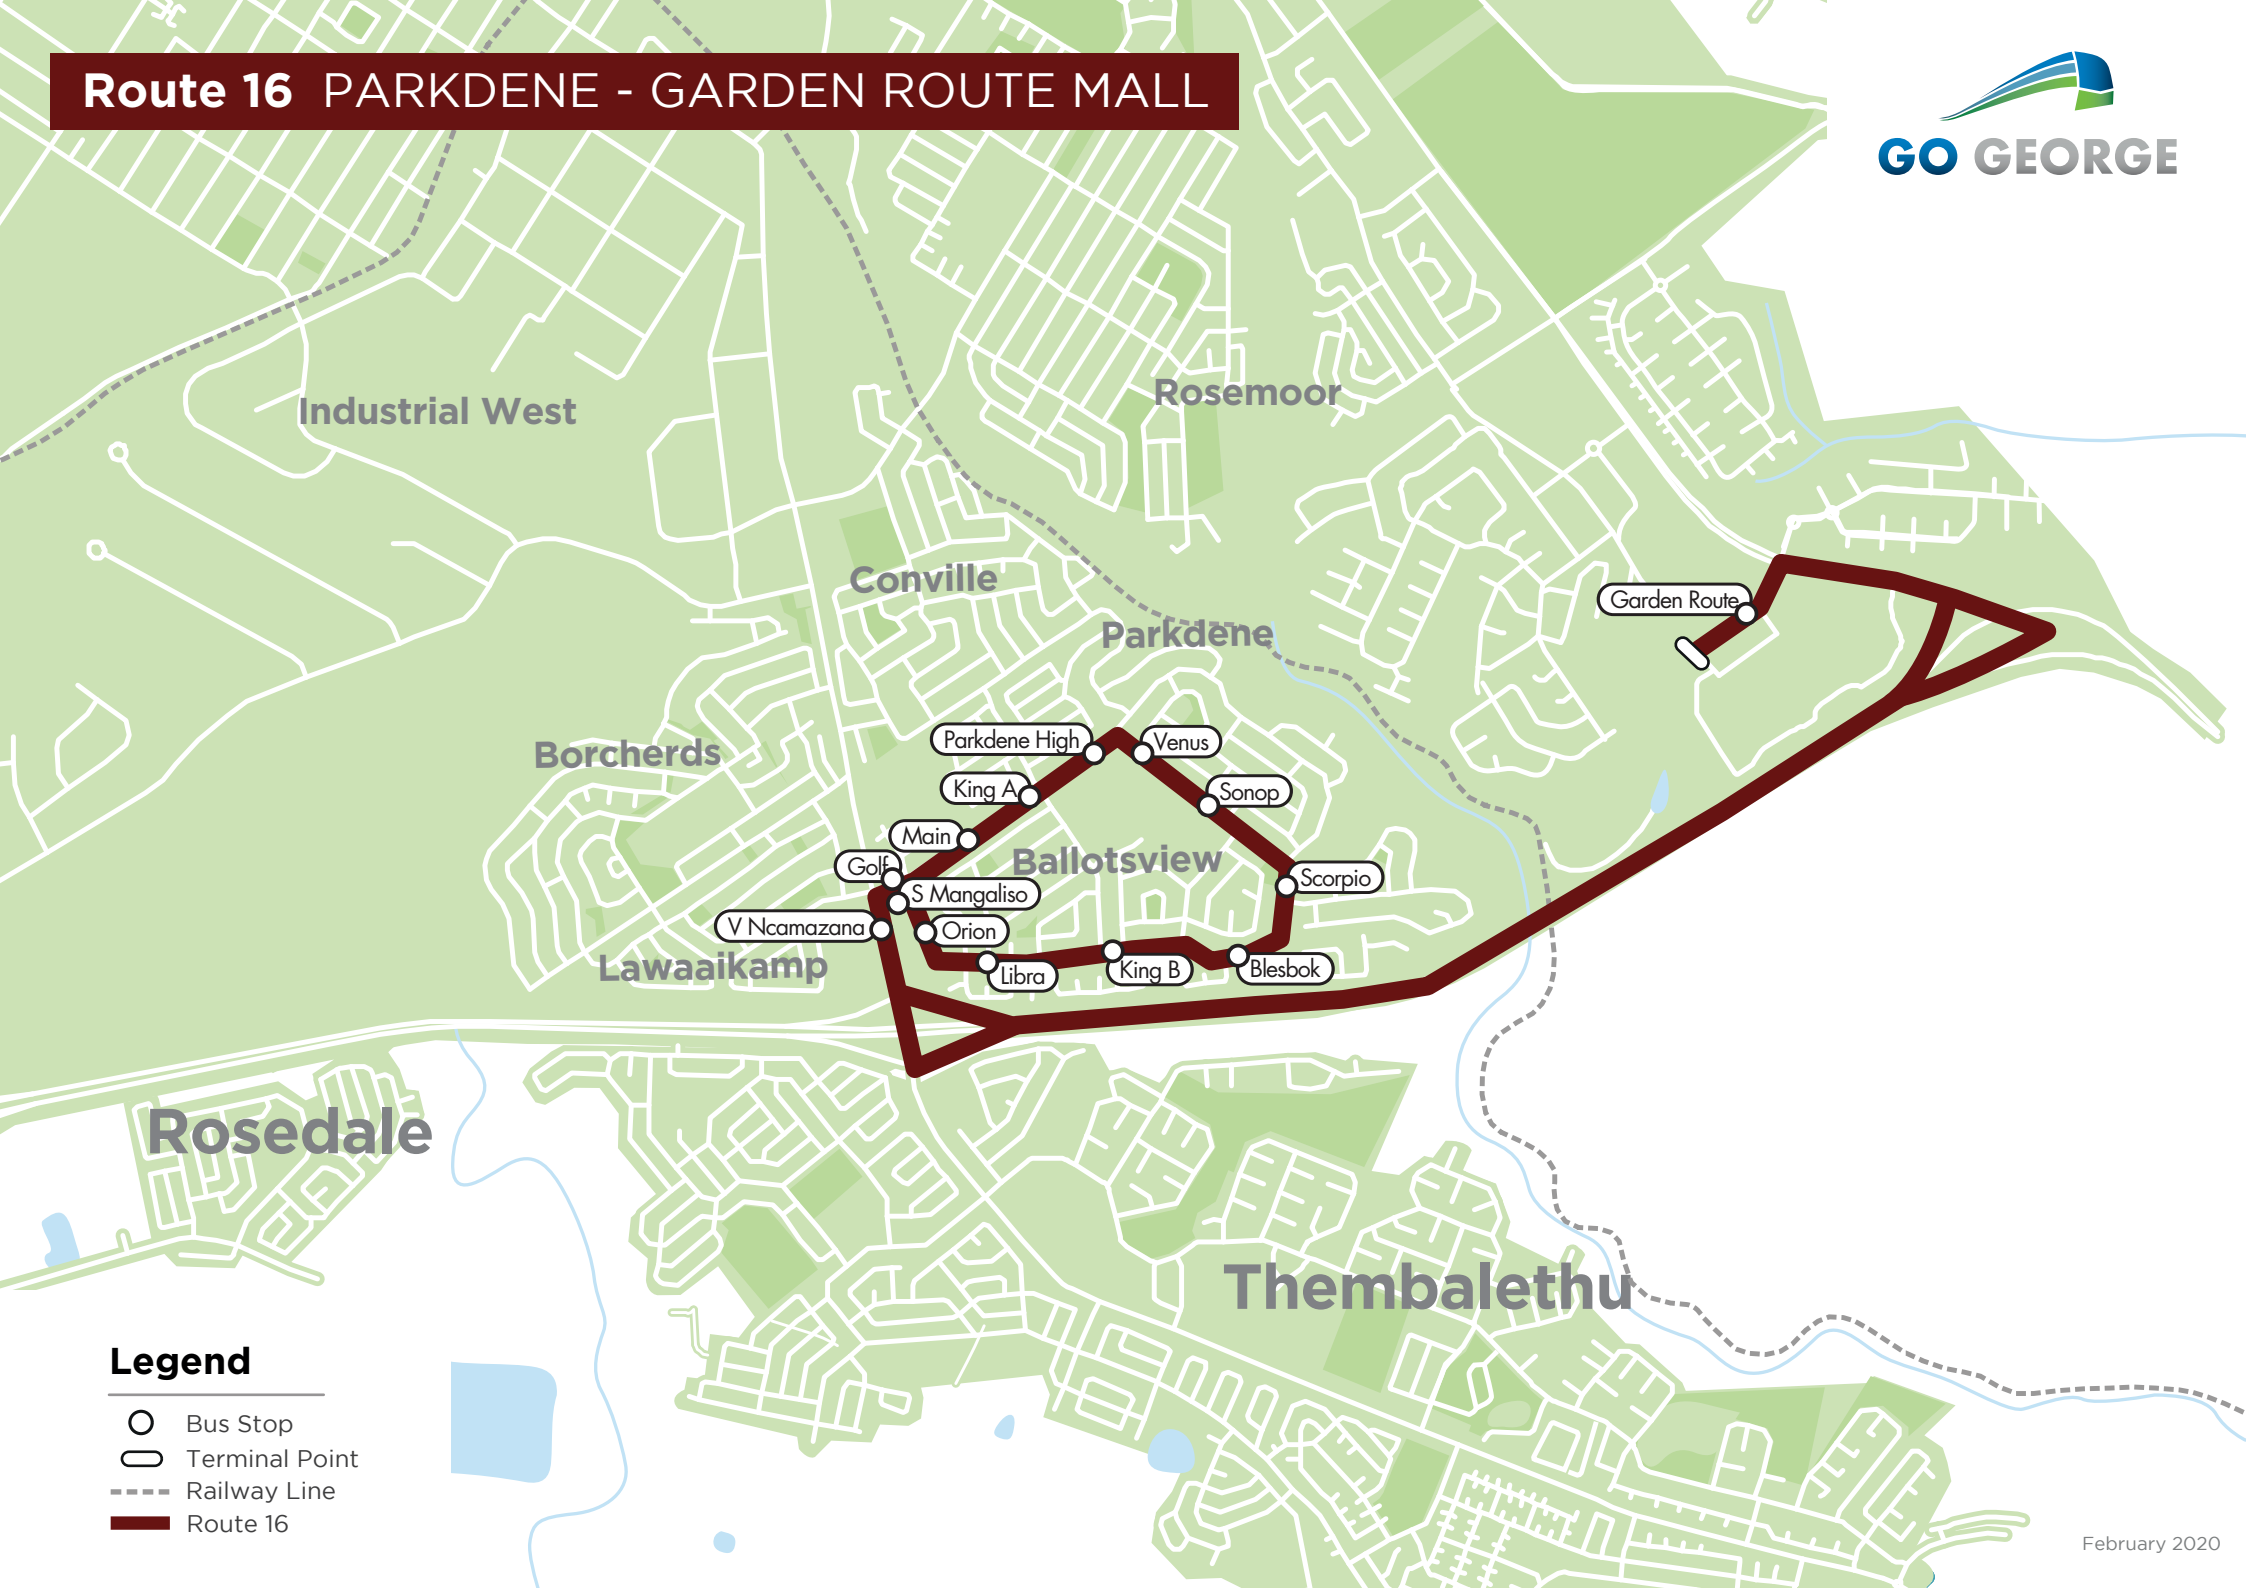 Route 16 PARKDENE - GARDEN ROUTE MALL
GO GEORGE
Industrial West
Rosemoor
Conville
Garden Route
Parkdene
Borcherds
Parkdene High
Venus
King A
Sonop
Main
Ballotsview
Golf
Scorpio
S Mangaliso
V Ncamazana
Orion
Lawaaikamp
Libra
King B
Blesbok
Rosedale
Thembalethu
Legend
Bus Stop
Terminal Point
Railway Line
Route 16
February 2020